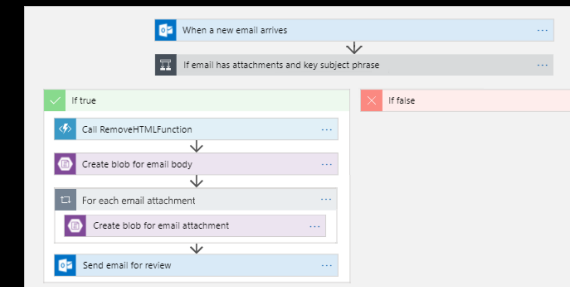 When a new email arrives
If email has attachments and key subject phrase
If true
If false
Call RemoveHTMLFunction
Create blob for email body
For each email attachment
Create blob for email attachment
Send email for review